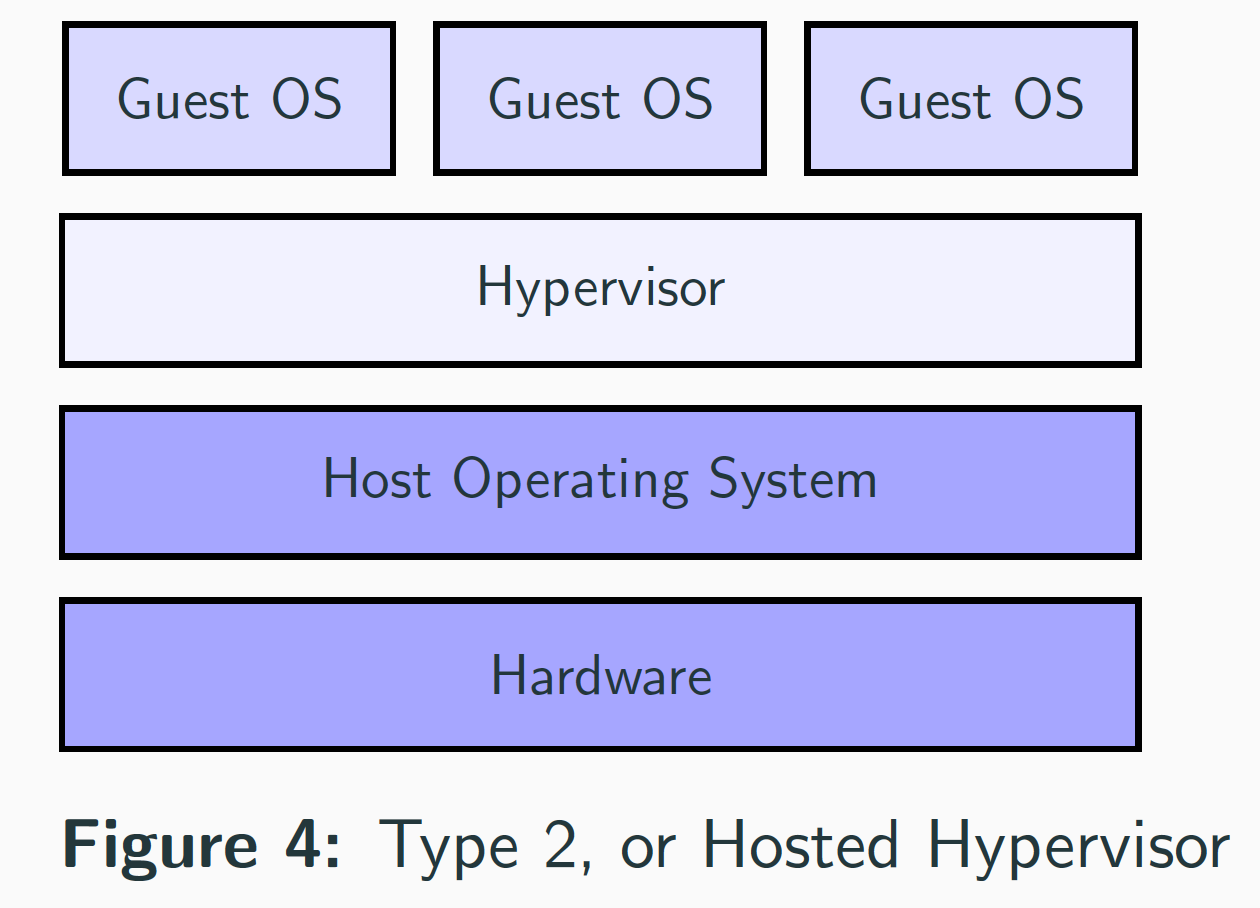 Guest OS Guest OS Guest OS
Hypervisor
Host Operating System
Hardware
Figure 4: Type 2, or Hosted Hypervisor